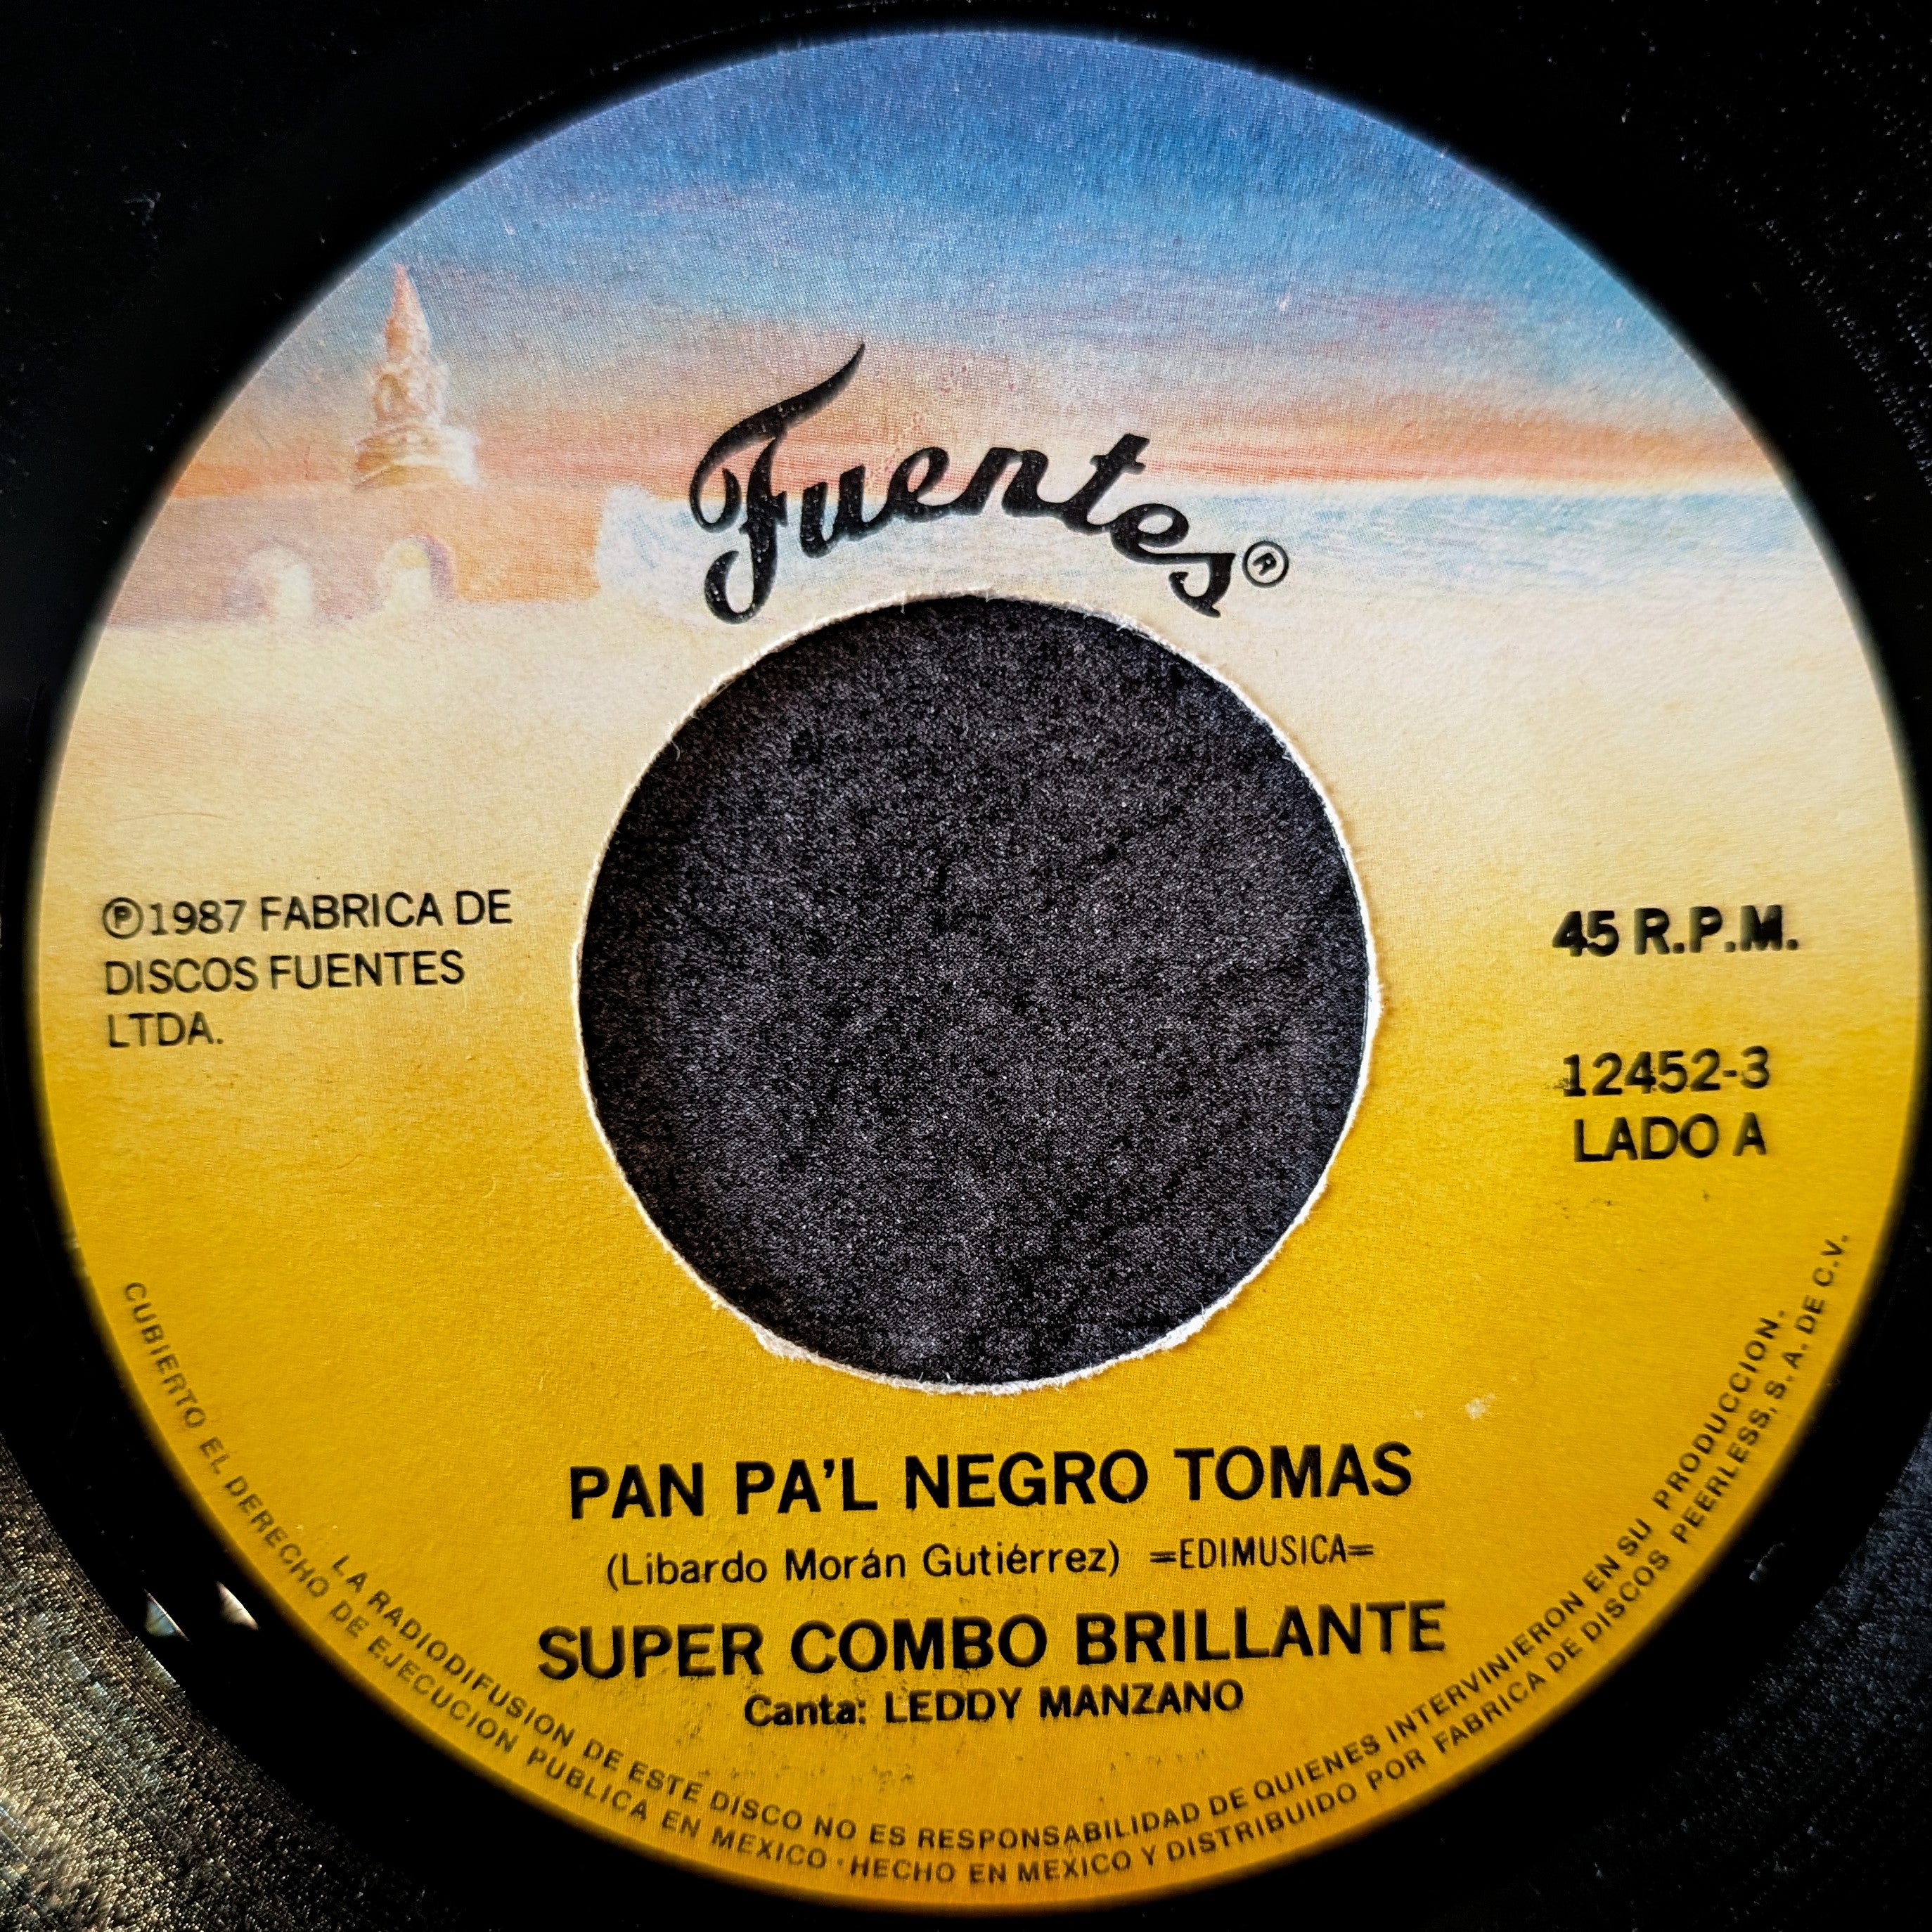 Fuentes®
℗1987 FABRICA DE
DISCOS FUENTES
LTDA.
45 R.P.M.
12452-3
LADO A
PAN PA'L NEGRO TOMAS
(Libardo Morán Gutiérrez) =EDIMUSICA=
SUPER COMBO BRILLANTE
Canta: LEDDY MANZANO
LA RADIODIFUSION DE ESTE DISCO NO ES RESPONSABILIDAD DE QUIENES INTERVINIERON EN SU PRODUCCION.
CUBIERTO EL DERECHO DE EJECUCION PUBLICA EN MEXICO · HECHO EN MEXICO Y DISTRIBUIDO POR FABRICA DE DISCOS PEERLESS, S. A. DE C.V.